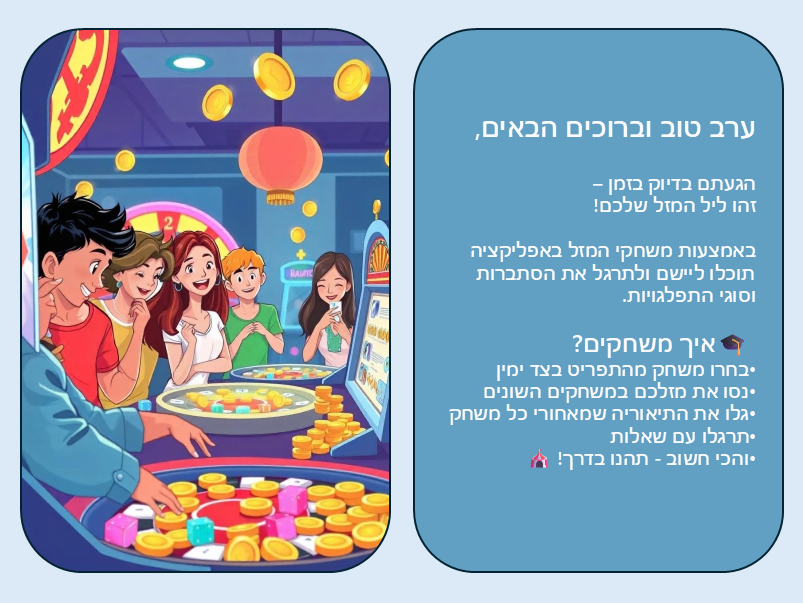 ערב טוב וברוכים הבאים,
הגעתם בדיוק בזמן –
זהו ליל המזל שלכם!
באמצעות משחקי המזל באפליקציה
תוכלו ליישם ולתרגל את הסתברות
וסוגי התפלגויות.
🎓 איך משחקים?
•בחרו משחק מהתפריט בצד ימין
•נסו את מזלכם במשחקים השונים
•גלו את התיאוריה שמאחורי כל משחק
•תרגלו עם שאלות
•והכי חשוב - תהנו בדרך! 🎪
2